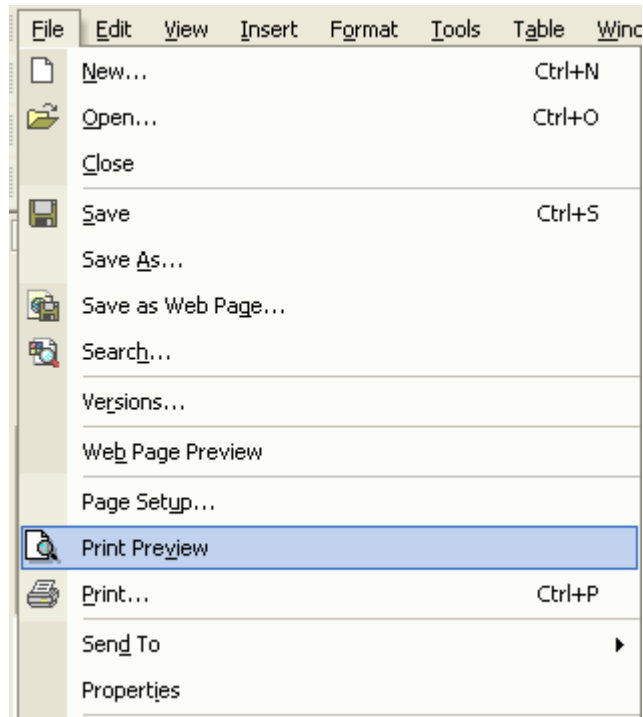 File Edit View Insert Format Tools Table Wind
New... Ctrl+N
Open... Ctrl+O
Close
Save Ctrl+S
Save As...
Save as Web Page...
Search...
Versions...
Web Page Preview
Page Setup...
Print Preview
Print... Ctrl+P
Send To
Properties